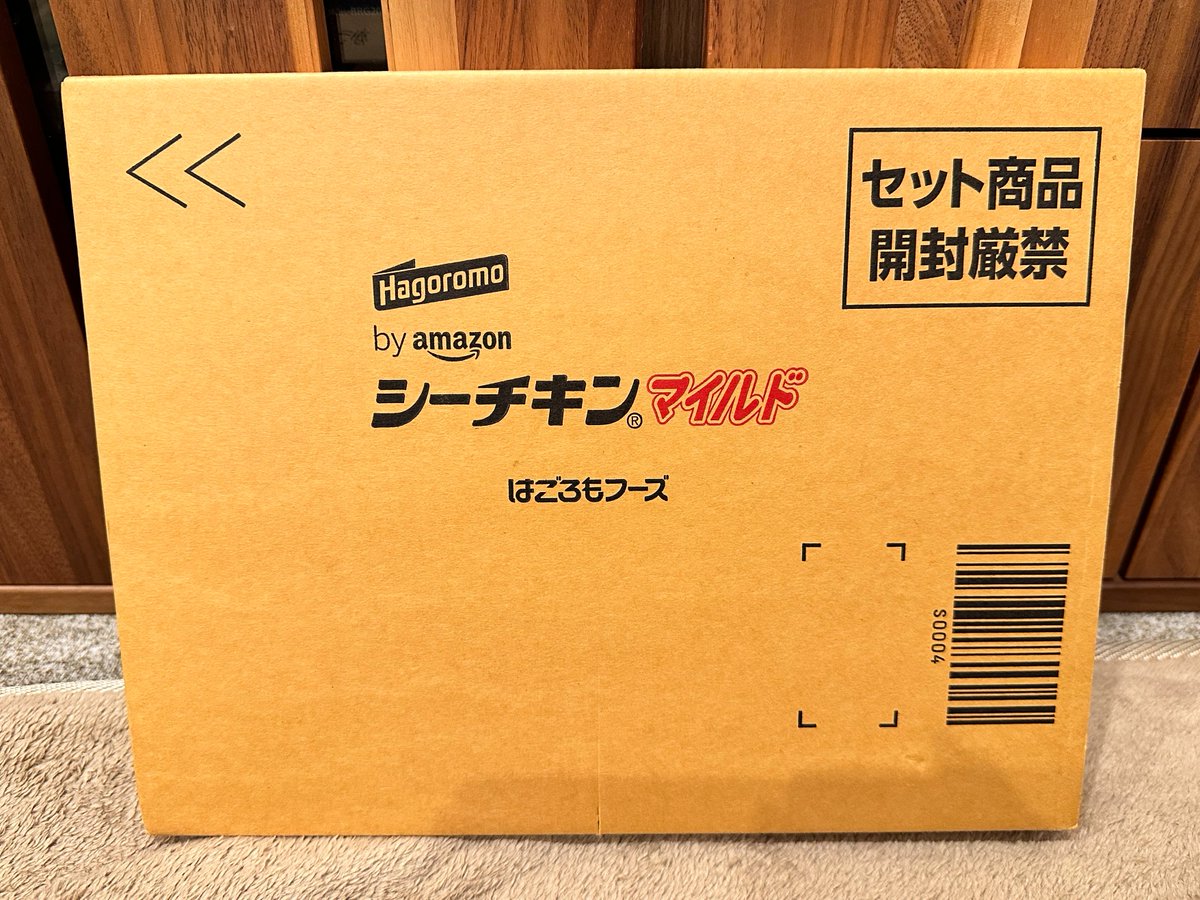 セット商品
開封厳禁
Hagoromo
by amazon
シーチキン®マイルド
はごろもフーズ
S0004